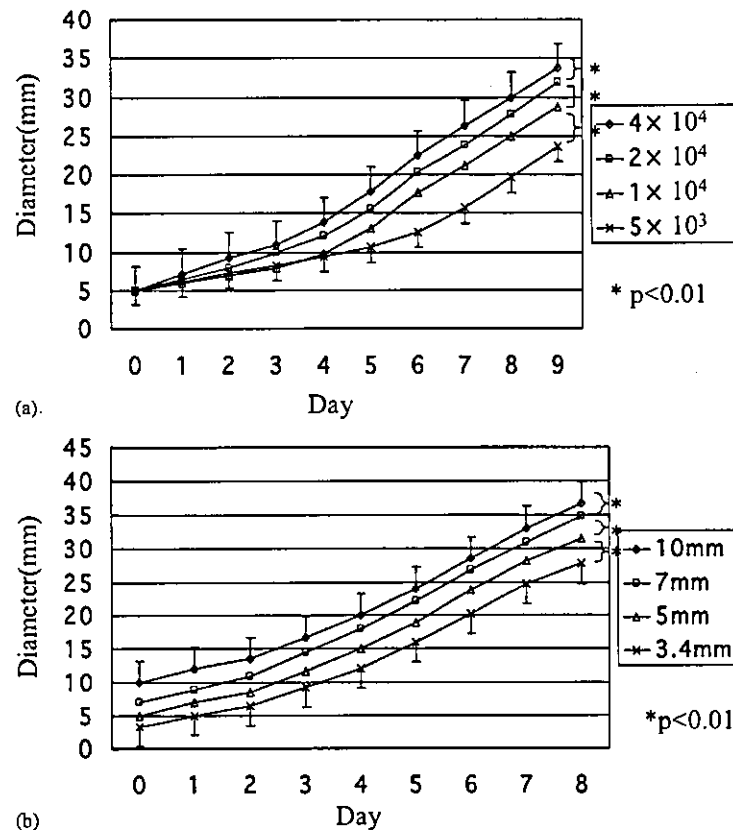 40
35
30
25
20
15
10
5
0
Diameter(mm)
0 1 2 3 4 5 6 7 8 9
Day
*
*
*
4× 10⁴
2× 10⁴
1× 10⁴
5× 10³
* p<0.01
(a).
45
40
35
30
25
20
15
10
5
0
Diameter(mm)
0 1 2 3 4 5 6 7 8
Day
*
*
*
10mm
7mm
5mm
3.4mm
*p<0.01
(b)